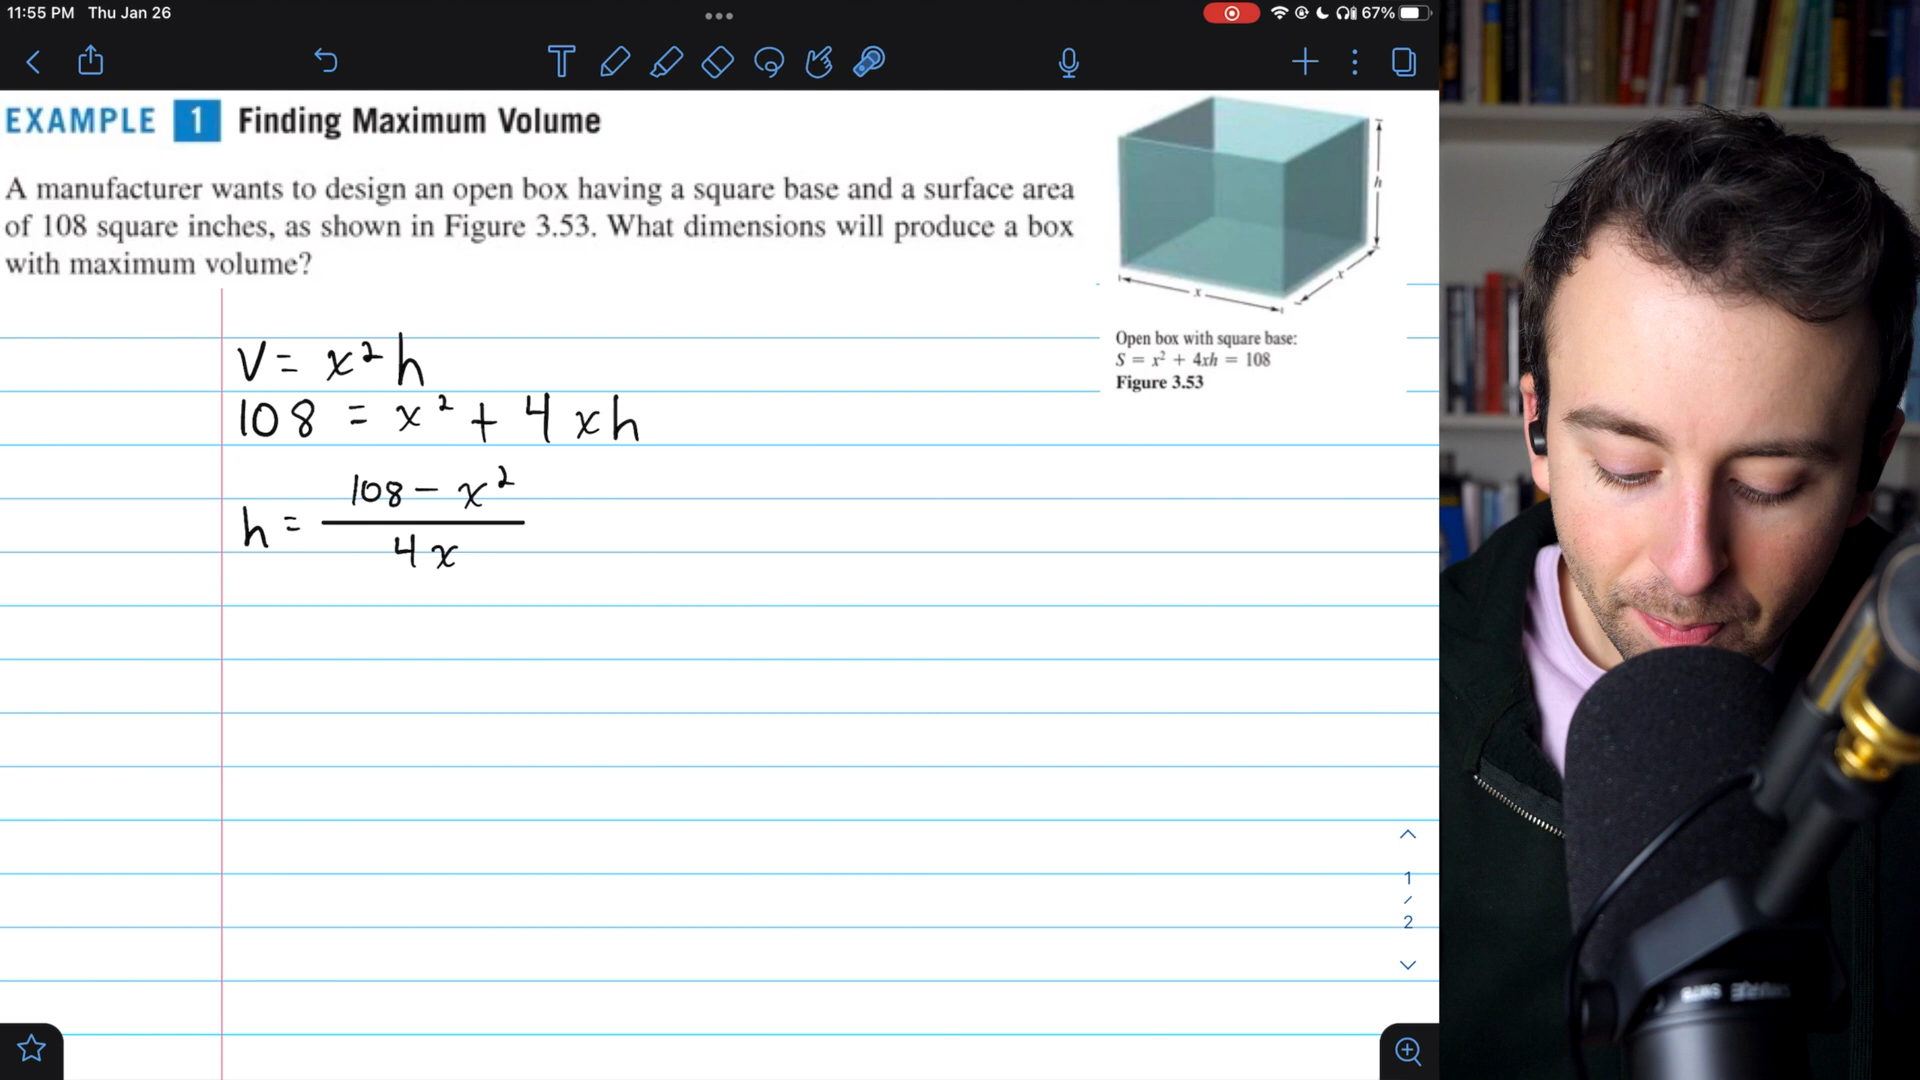 11:55 PM Thu Jan 26
67%
EXAMPLE 1 Finding Maximum Volume
A manufacturer wants to design an open box having a square base and a surface area
of 108 square inches, as shown in Figure 3.53. What dimensions will produce a box
with maximum volume?
h
x
x
Open box with square base:
S = x² + 4xh = 108
Figure 3.53
V = x² h
108 = x² + 4xh
h = (108 - x²) / 4x
1
/
2